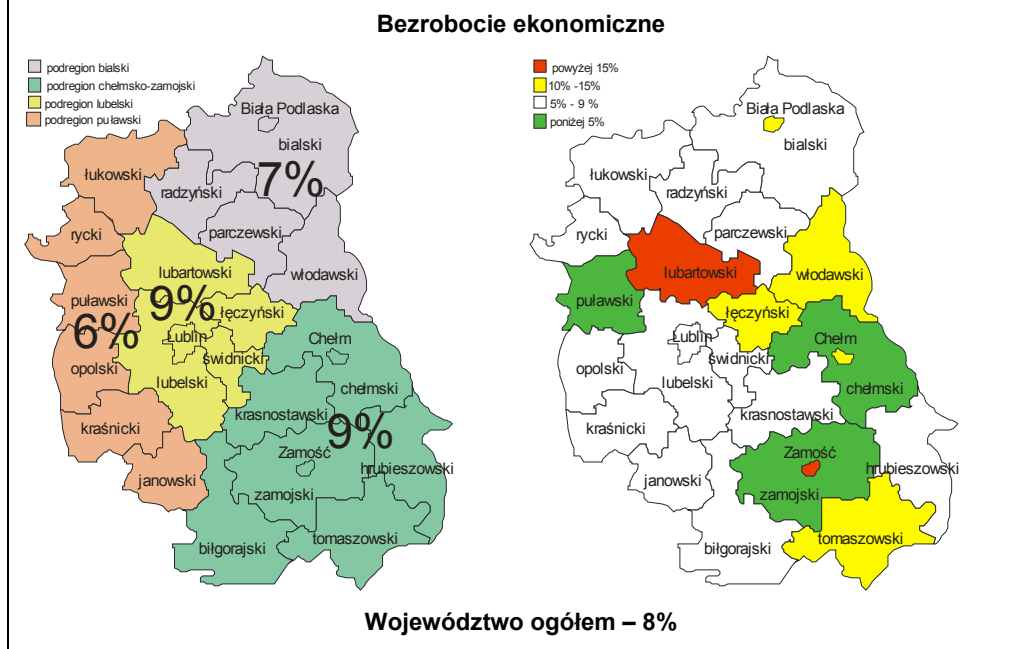 Bezrobocie ekonomiczne
podregion bialski
podregion chełmsko-zamojski
podregion lubelski
podregion puławski
Biała Podlaska
bialski
łukowski
7%
radzyński
rycki
parczewski
lubartowski
włodawski
puławski
9%
łęczyński
6%
Lublin
Chełm
świdnicki
opolski
lubelski
chełmski
krasnostawski
kraśnicki
9%
Zamość
hrubieszowski
janowski
zamojski
tomaszowski
biłgorajski
powyżej 15%
10% -15%
5% - 9 %
poniżej 5%
Biała Podlaska
bialski
łukowski
radzyński
rycki
parczewski
lubartowski
włodawski
puławski
łęczyński
Lublin
Chełm
świdnicki
opolski
lubelski
chełmski
krasnostawski
kraśnicki
Zamość
hrubieszowski
janowski
zamojski
tomaszowski
biłgorajski
Województwo ogółem – 8%